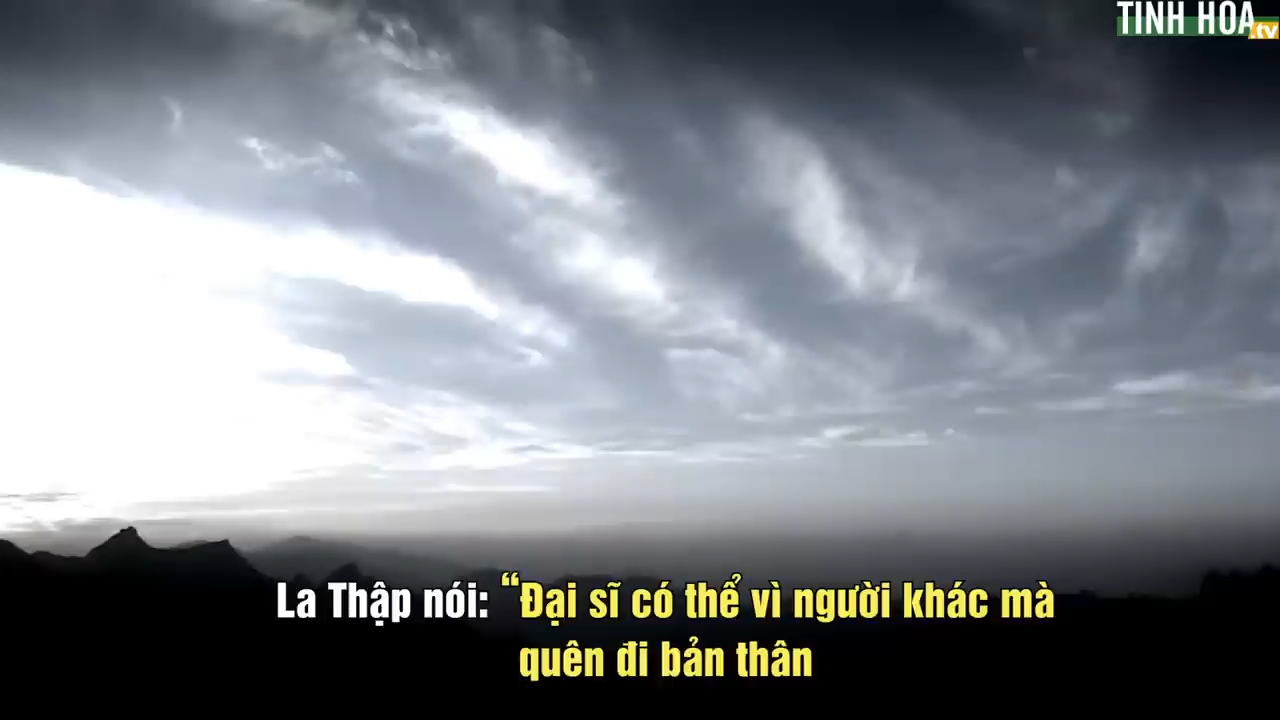 TINH HOA
.tv
La Thập nói: “Đại sĩ có thể vì người khác mà
quên đi bản thân